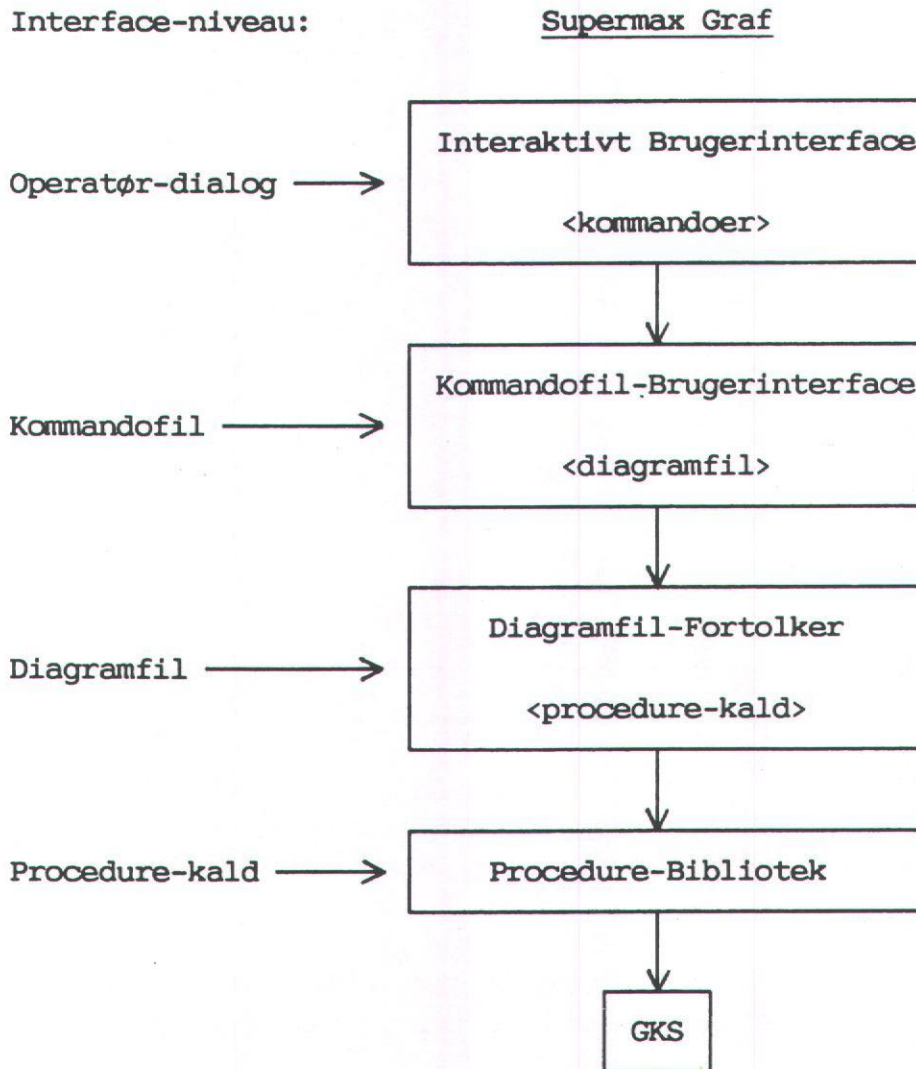 Interface-niveau: Supermax Graf
Interaktivt Brugerinterface
Operatør-dialog
<kommandoer>
Kommandofil-Brugerinterface
Kommandofil
<diagramfil>
Diagramfil-Fortolker
Diagramfil
<procedure-kald>
Procedure-kald Procedure-Bibliotek
GKS